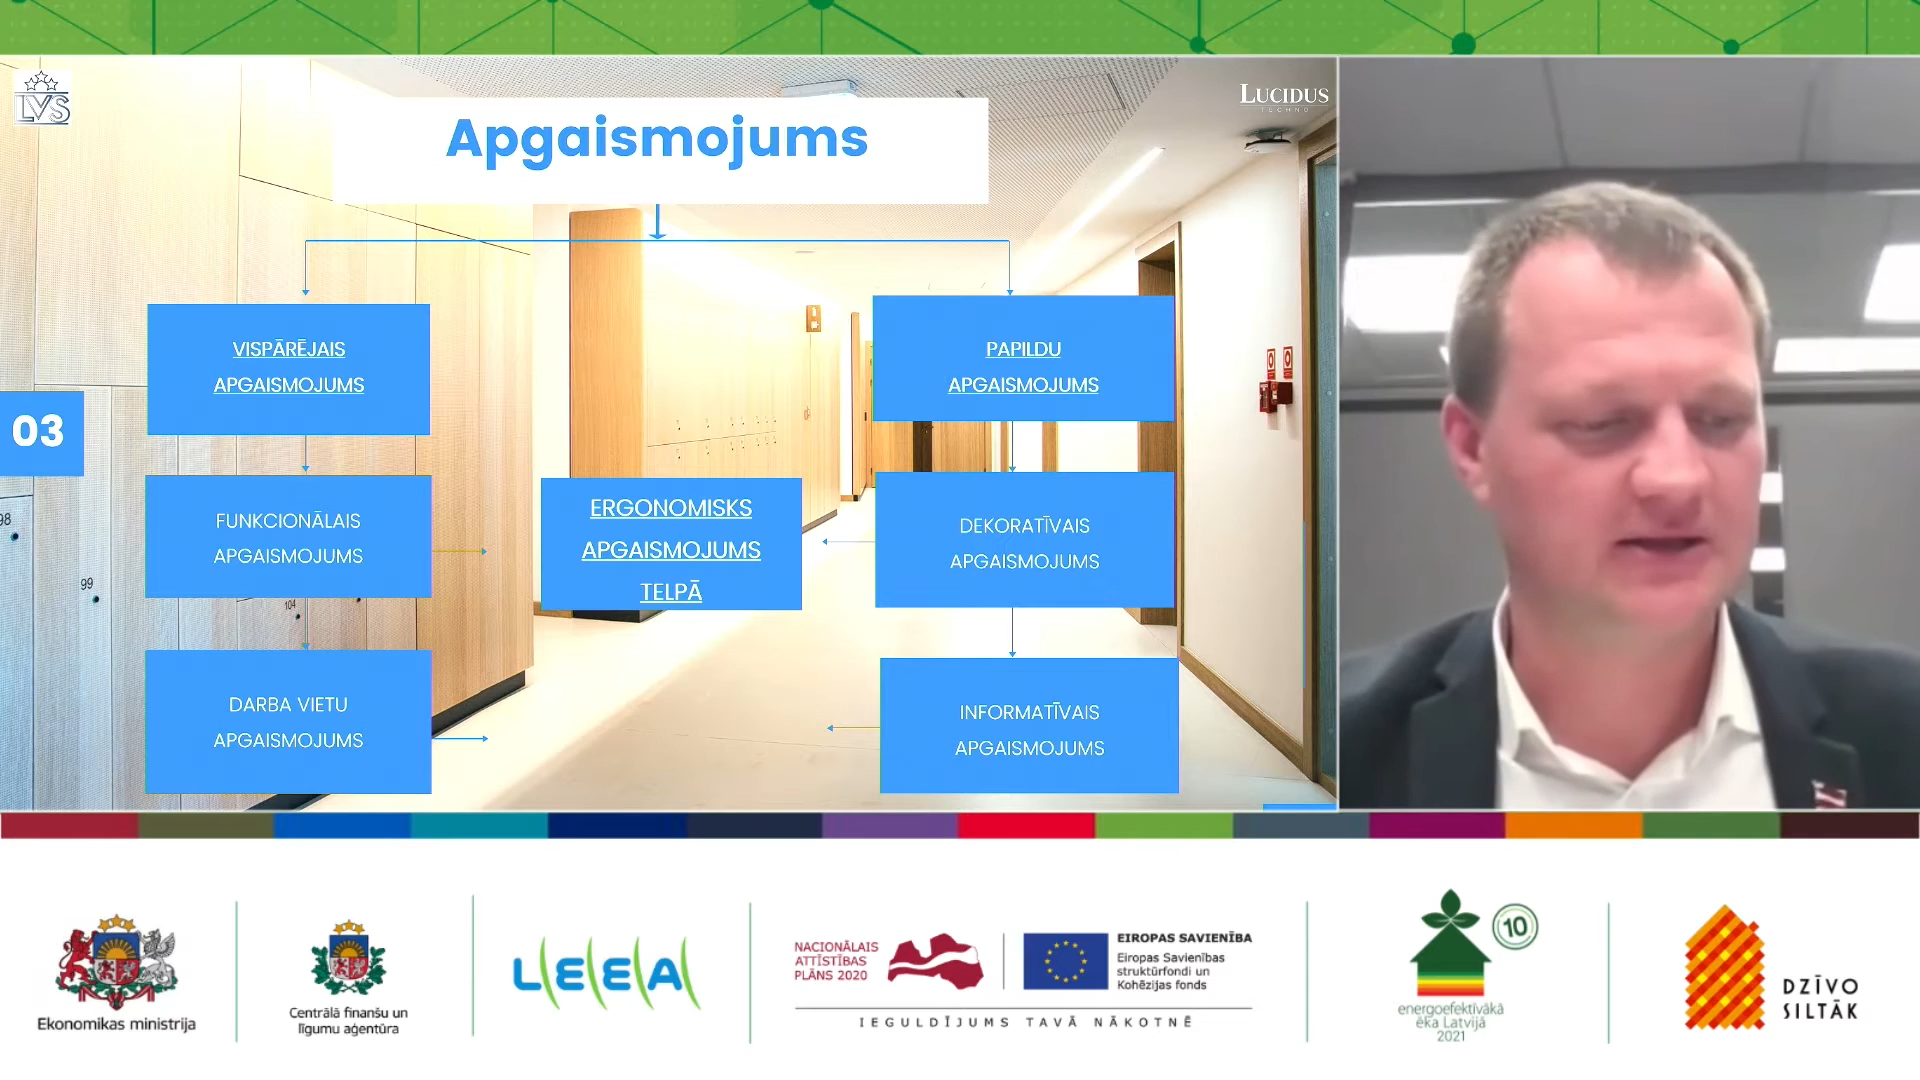 LVS
LUCIDUS
TECHNO
Apgaismojums
VISPĀRĒJAIS
APGAISMOJUMS
PAPILDU
APGAISMOJUMS
03
FUNKCIONĀLAIS
APGAISMOJUMS
ERGONOMISKS
APGAISMOJUMS
TELPĀ
DEKORATĪVAIS
APGAISMOJUMS
98
99
104
DARBA VIETU
APGAISMOJUMS
INFORMATĪVAIS
APGAISMOJUMS
Ekonomikas ministrija
Centrālā finanšu un
līgumu aģentūra
LEEA
NACIONĀLAIS
ATTĪSTĪBAS
PLĀNS 2020
EIROPAS SAVIENĪBA
Eiropas Savienības
struktūrfondi un
Kohēzijas fonds
IEGULDĪJUMS TAVĀ NĀKOTNĒ
10
energoefektīvākā
ēka Latvijā
2021
DZĪVO
SILTĀK